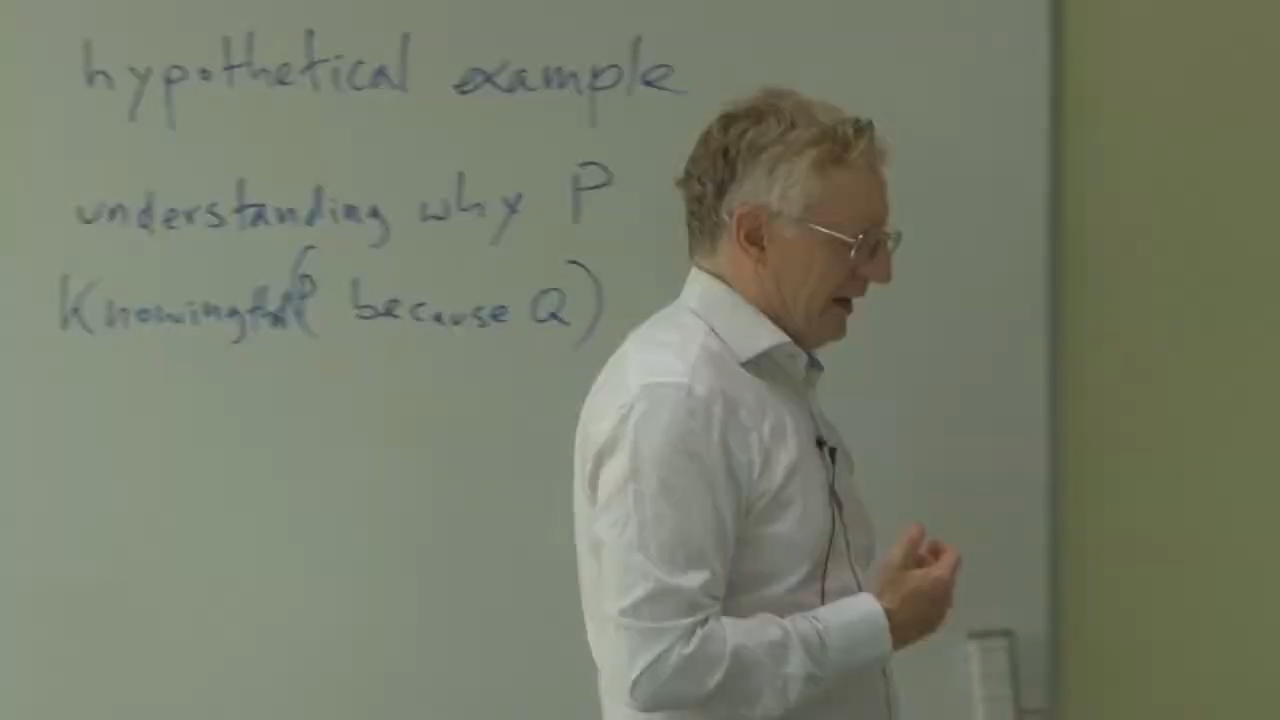 hypothetical example
understanding why P
Knowing (P because Q)